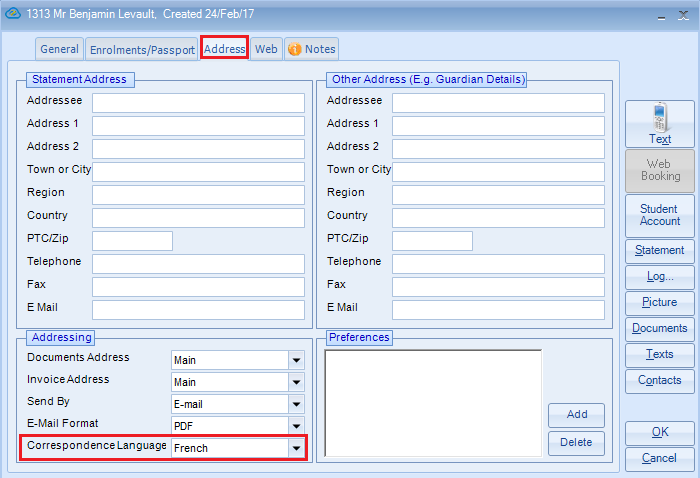 1313 Mr Benjamin Levault, Created 24/Feb/17
General Enrolments/Passport Address Web Notes
Statement Address
Addressee
Address 1
Address 2
Town or City
Region
Country
PTC/Zip
Telephone
Fax
E Mail
Other Address (E.g. Guardian Details)
Addressee
Address 1
Address 2
Town or City
Region
Country
PTC/Zip
Telephone
Fax
E Mail
Addressing
Documents Address Main
Invoice Address Main
Send By E-mail
E-Mail Format PDF
Correspondence Language French
Preferences
Add
Delete
Text
Web
Booking
Student
Account
Statement
Log...
Picture
Documents
Texts
Contacts
OK
Cancel